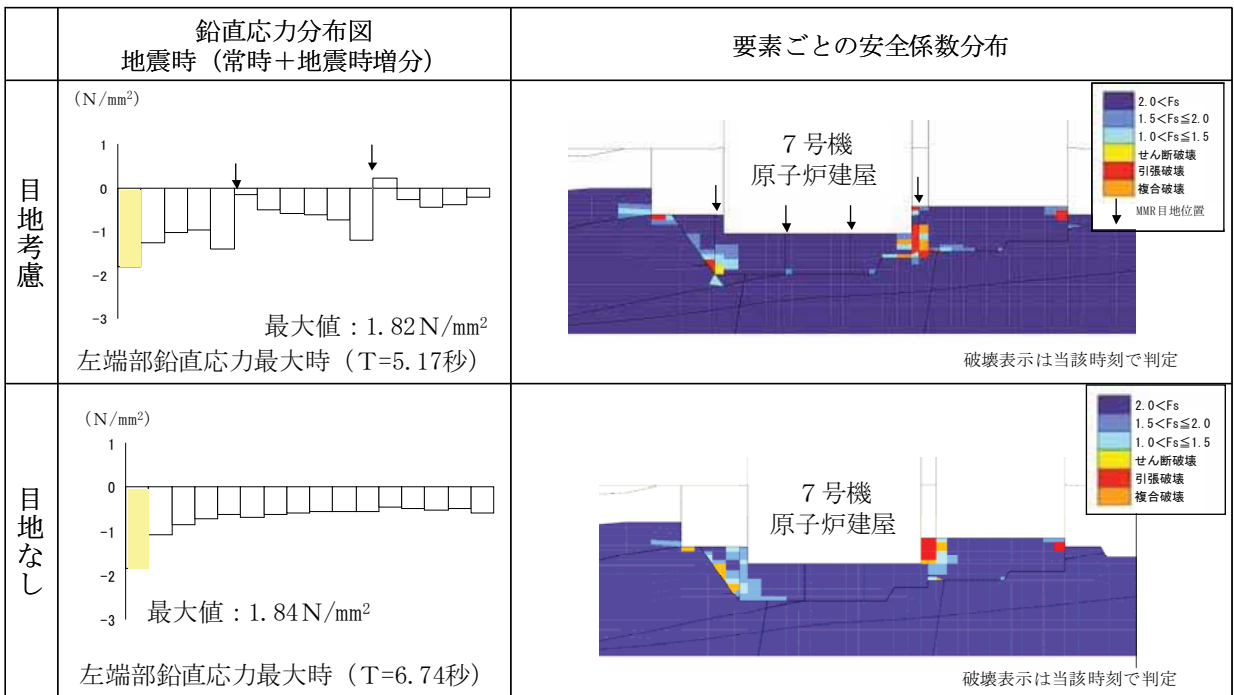 鉛直応力分布図
地震時（常時＋地震時増分）
要素ごとの安全係数分布
目地考慮
（N/mm²）
1
0
-1
-2
-3
最大値：1.82N/mm²
左端部鉛直応力最大時（T=5.17秒）
7号機
原子炉建屋
2.0<Fs
1.5<Fs≦2.0
1.0<Fs≦1.5
せん断破壊
引張破壊
複合破壊
MMR目地位置
破壊表示は当該時刻で判定
目地なし
（N/mm²）
1
0
-1
-2
-3
最大値：1.84N/mm²
左端部鉛直応力最大時（T=6.74秒）
7号機
原子炉建屋
2.0<Fs
1.5<Fs≦2.0
1.0<Fs≦1.5
せん断破壊
引張破壊
複合破壊
破壊表示は当該時刻で判定